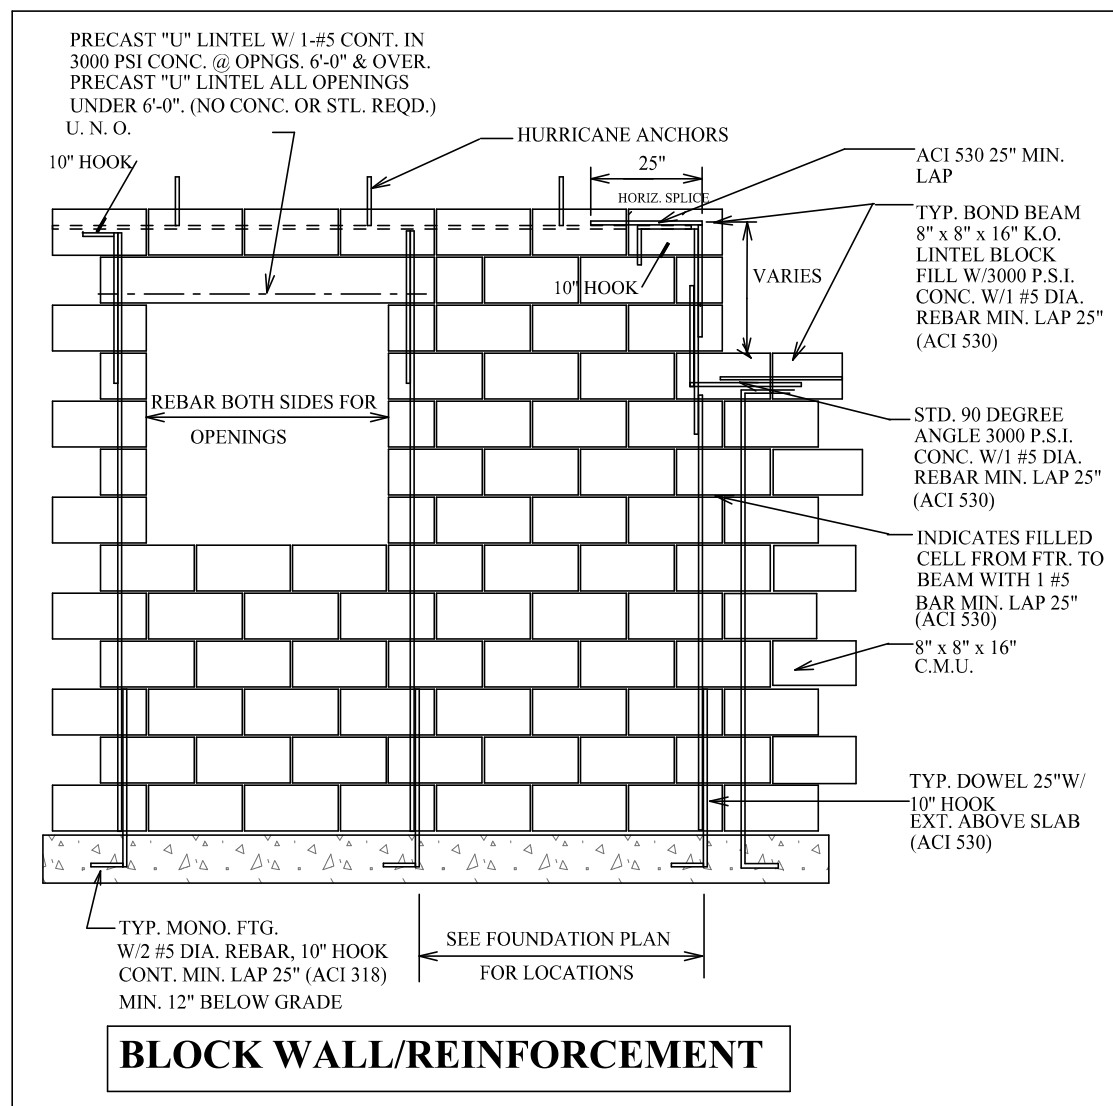 PRECAST "U" LINTEL W/ 1-#5 CONT. IN
3000 PSI CONC. @ OPNGS. 6'-0" & OVER.
PRECAST "U" LINTEL ALL OPENINGS
UNDER 6'-0". (NO CONC. OR STL. REQD.)
U. N. O.
10" HOOK
HURRICANE ANCHORS
25"
HORIZ. SPLICE
10" HOOK
VARIES
ACI 530 25" MIN.
LAP
TYP. BOND BEAM
8" x 8" x 16" K.O.
LINTEL BLOCK
FILL W/3000 P.S.I.
CONC. W/1 #5 DIA.
REBAR MIN. LAP 25"
(ACI 530)
REBAR BOTH SIDES FOR
OPENINGS
STD. 90 DEGREE
ANGLE 3000 P.S.I.
CONC. W/1 #5 DIA.
REBAR MIN. LAP 25"
(ACI 530)
INDICATES FILLED
CELL FROM FTR. TO
BEAM WITH 1 #5
BAR MIN. LAP 25"
(ACI 530)
8" x 8" x 16"
C.M.U.
TYP. DOWEL 25"W/
10" HOOK
EXT. ABOVE SLAB
(ACI 530)
TYP. MONO. FTG.
W/2 #5 DIA. REBAR, 10" HOOK
CONT. MIN. LAP 25" (ACI 318)
MIN. 12" BELOW GRADE
SEE FOUNDATION PLAN
FOR LOCATIONS
BLOCK WALL/REINFORCEMENT